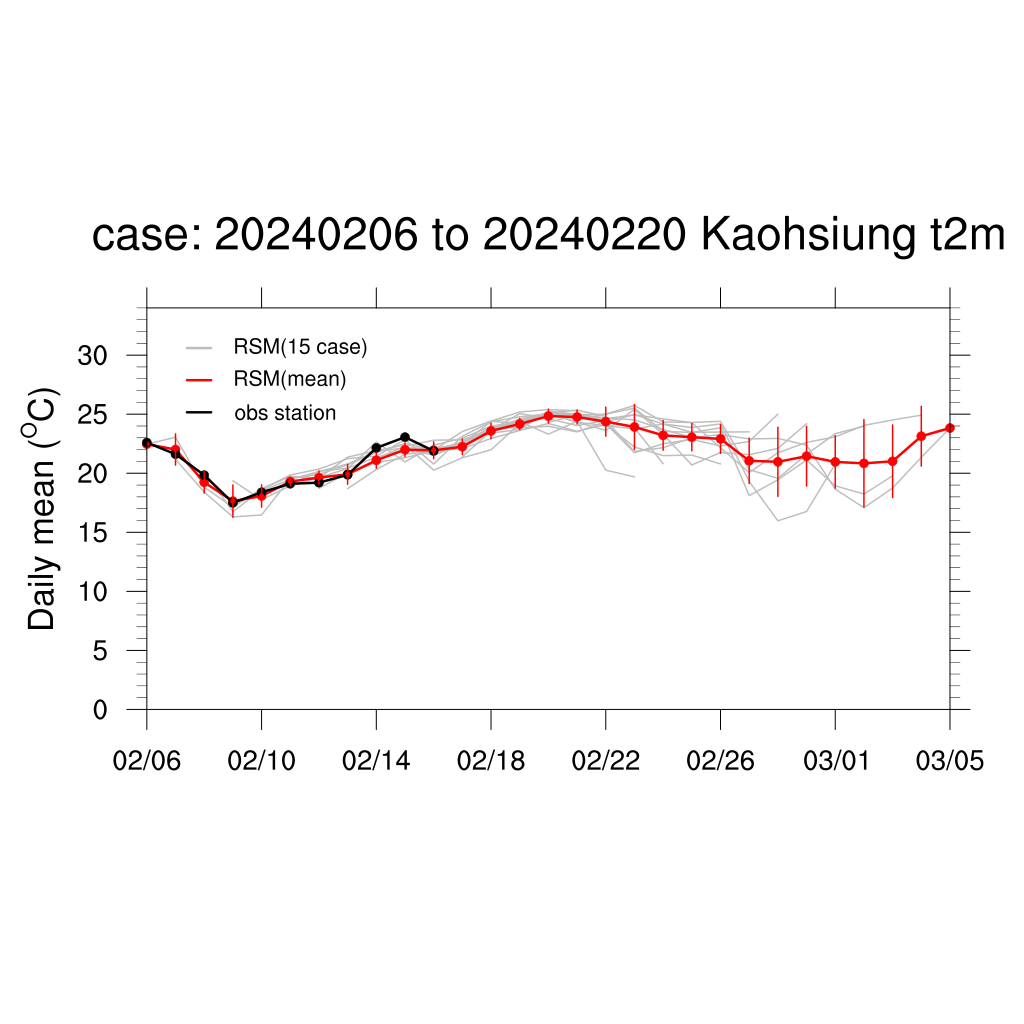 case: 20240206 to 20240220 Kaohsiung t2m
RSM(15 case)
RSM(mean)
obs station
Daily mean (°C)
30
25
20
15
10
5
0
02/06 02/10 02/14 02/18 02/22 02/26 03/01 03/05